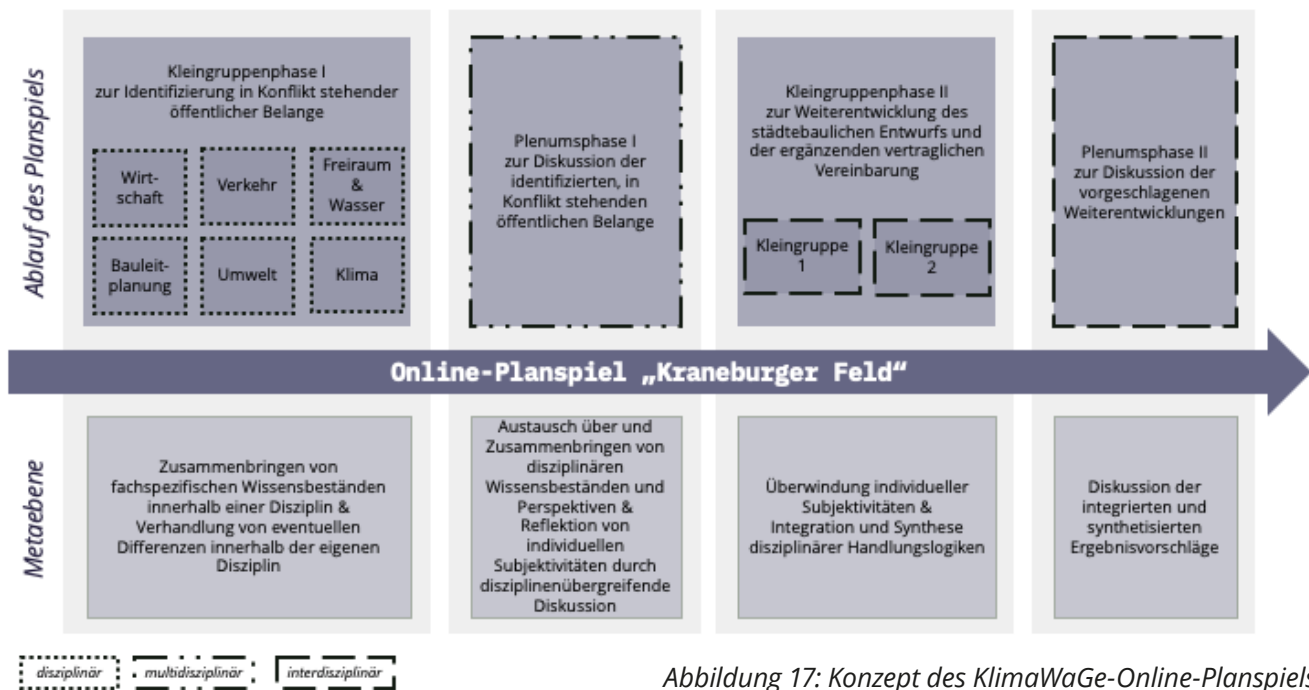 Ablauf des Planspiels
Kleingruppenphase I
zur Identifizierung in Konflikt stehender
öffentlicher Belange
Wirt-
schaft
Verkehr
Freiraum
&
Wasser
Bauleit-
planung
Umwelt
Klima
Plenumsphase I
zur Diskussion der
identifizierten, in
Konflikt stehenden
öffentlichen Belange
Kleingruppenphase II
zur Weiterentwicklung des
städtebaulichen Entwurfs und
der ergänzenden vertraglichen
Vereinbarung
Kleingruppe
1
Kleingruppe
2
Plenumsphase II
zur Diskussion der
vorgeschlagenen
Weiterentwicklungen
Online-Planspiel „Kraneburger Feld“
Metaebene
Zusammenbringen von
fachspezifischen Wissensbeständen
innerhalb einer Disziplin &
Verhandlung von eventuellen
Differenzen innerhalb der eigenen
Disziplin
Austausch über und
Zusammenbringen von
disziplinären
Wissensbeständen und
Perspektiven &
Reflektion von
individuellen
Subjektivitäten durch
disziplinenübergreifende
Diskussion
Überwindung individueller
Subjektivitäten &
Integration und Synthese
disziplinärer Handlungslogiken
Diskussion der
integrierten und
synthetisierten
Ergebnisvorschläge
disziplinär
multidisziplinär
interdisziplinär
Abbildung 17: Konzept des KlimaWaGe-Online-Planspiels